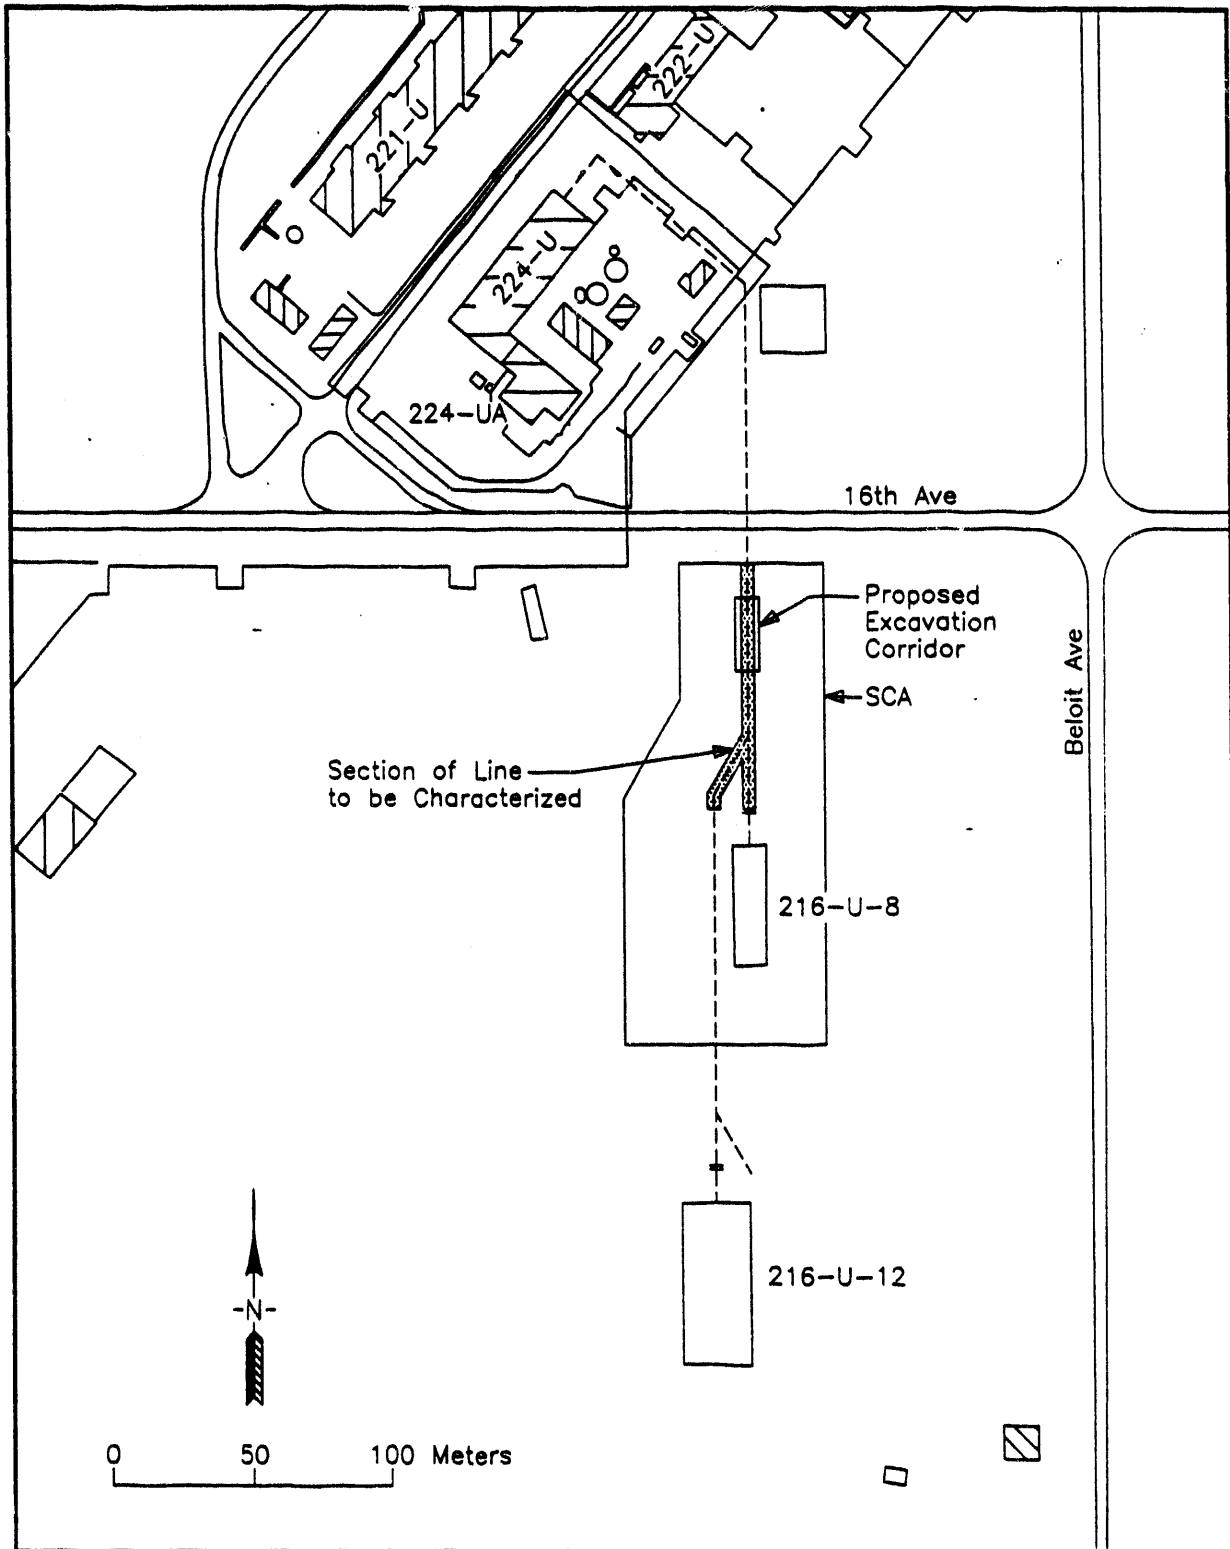 222-U
221-U
224-U
224-UA
16th Ave
Proposed
Excavation
Corridor
Beloit Ave
SCA
Section of Line
to be Characterized
216-U-8
216-U-12
-N-
0 50 100 Meters